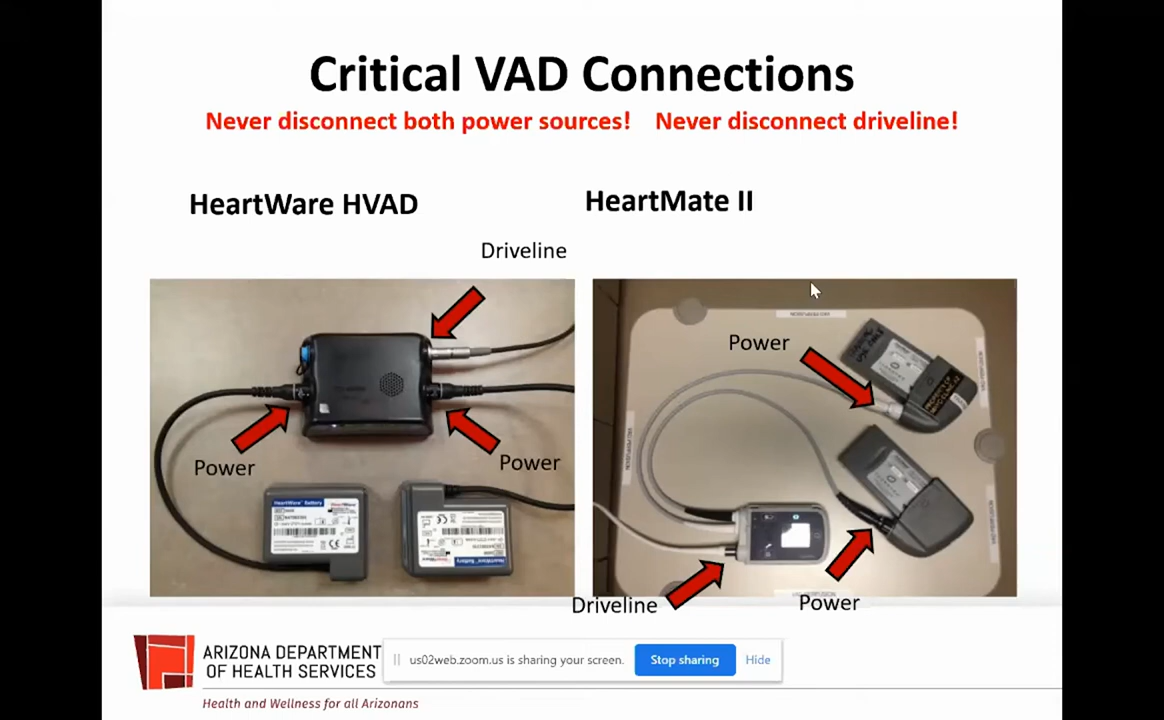 Critical VAD Connections
Never disconnect both power sources! Never disconnect driveline!
HeartWare HVAD
HeartMate II
Driveline
Power
Power
Power
Driveline
Power
HeartWare Battery
ARIZONA DEPARTMENT
OF HEALTH SERVICES
Health and Wellness for all Arizonans
us02web.zoom.us is sharing your screen.
Stop sharing
Hide